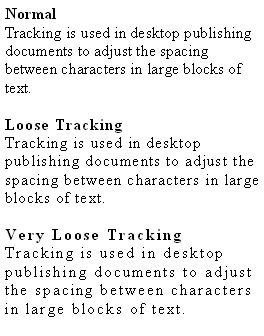 Normal
Tracking is used in desktop publishing
documents to adjust the spacing
between characters in large blocks of
text.
Loose Tracking
Tracking is used in desktop
publishing documents to adjust the
spacing between characters in large
blocks of text.
Very Loose Tracking
Tracking is used in desktop
publishing documents to adjust
the spacing between characters
in large blocks of text.